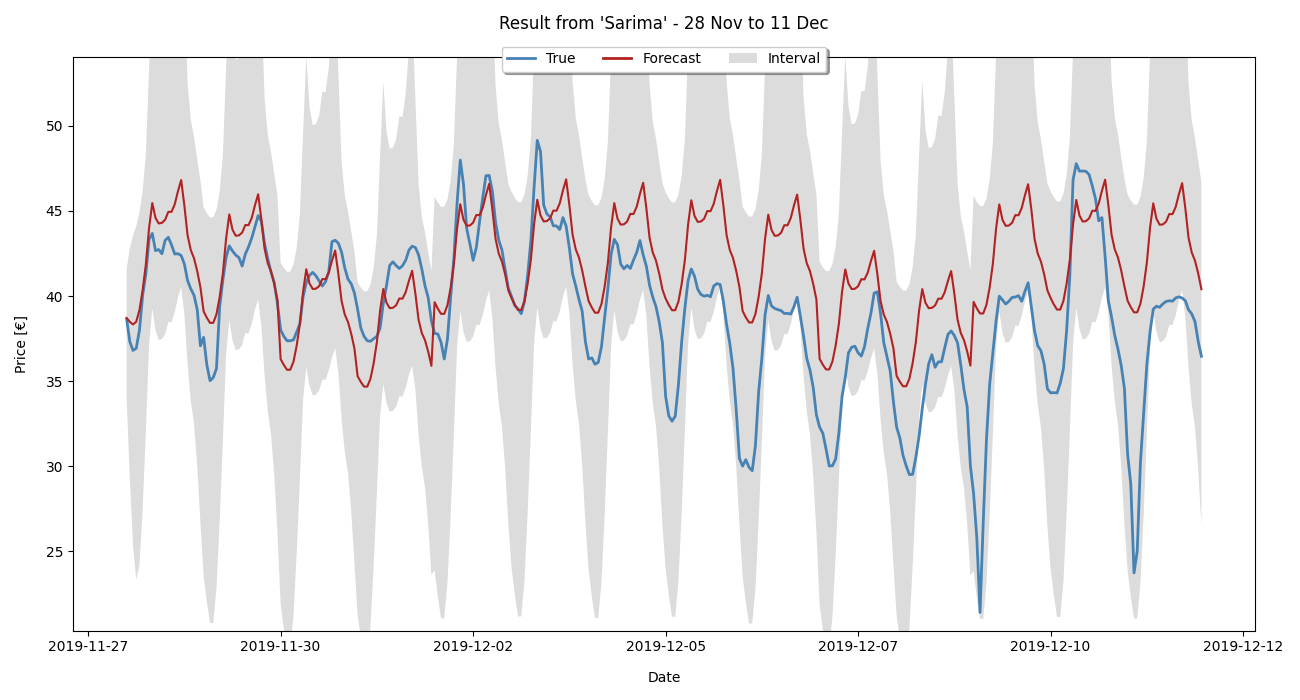 Result from 'Sarima' - 28 Nov to 11 Dec
True Forecast Interval
Price [€]
50
45
40
35
30
25
2019-11-27 2019-11-30 2019-12-02 2019-12-05 2019-12-07 2019-12-10 2019-12-12
Date